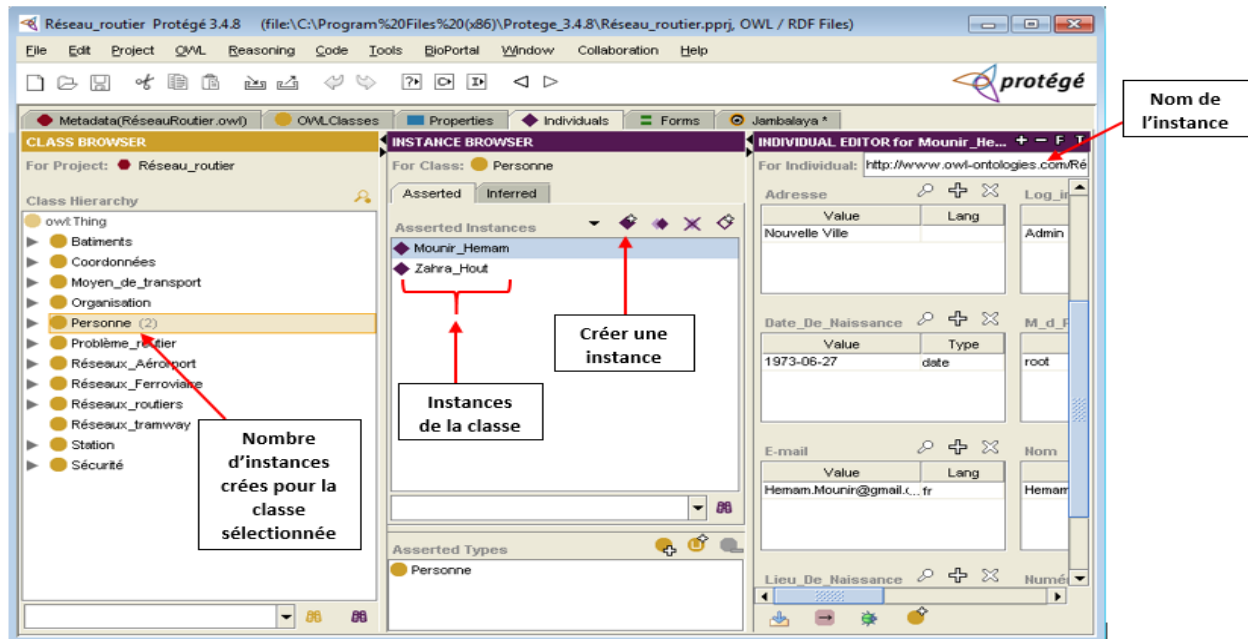 Réseau_routier Protégé 3.4.8 (file:\C:\Program%20Files%20(x86)\Protege_3.4.8\Réseau_routier.pprj, OWL / RDF Files)
File Edit Project OWL Reasoning Code Tools BioPortal Window Collaboration Help
protégé
Metadata(RéseauRoutier.owl) OWLClasses Properties Individuals Forms Jambalaya *
CLASS BROWSER
For Project: Réseau_routier
Class Hierarchy
owl:Thing
Batiments
Coordonnées
Moyen_de_transport
Organisation
Personne (2)
Problème_routier
Réseaux_Aéroport
Réseaux_Ferroviaire
Réseaux_routiers
Réseaux_tramway
Station
Sécurité
Nombre
d'instances
crées pour la
classe
sélectionnée
INSTANCE BROWSER
For Class: Personne
Asserted Inferred
Asserted Instances
Mounir_Hemam
Zahra_Hout
Créer une
instance
Instances
de la classe
Asserted Types
Personne
INDIVIDUAL EDITOR for Mounir_He... + − F T
For Individual: http://www.owl-ontologies.com/Ré
Nom de
l'instance
Adresse Log_in
Value Lang
Nouvelle Ville Admin
Date_De_Naissance M_d_P
Value Type
1973-06-27 date root
E-mail Nom
Value Lang
Hemam.Mounir@gmail.c... fr Hemam
Lieu_De_Naissance Numé